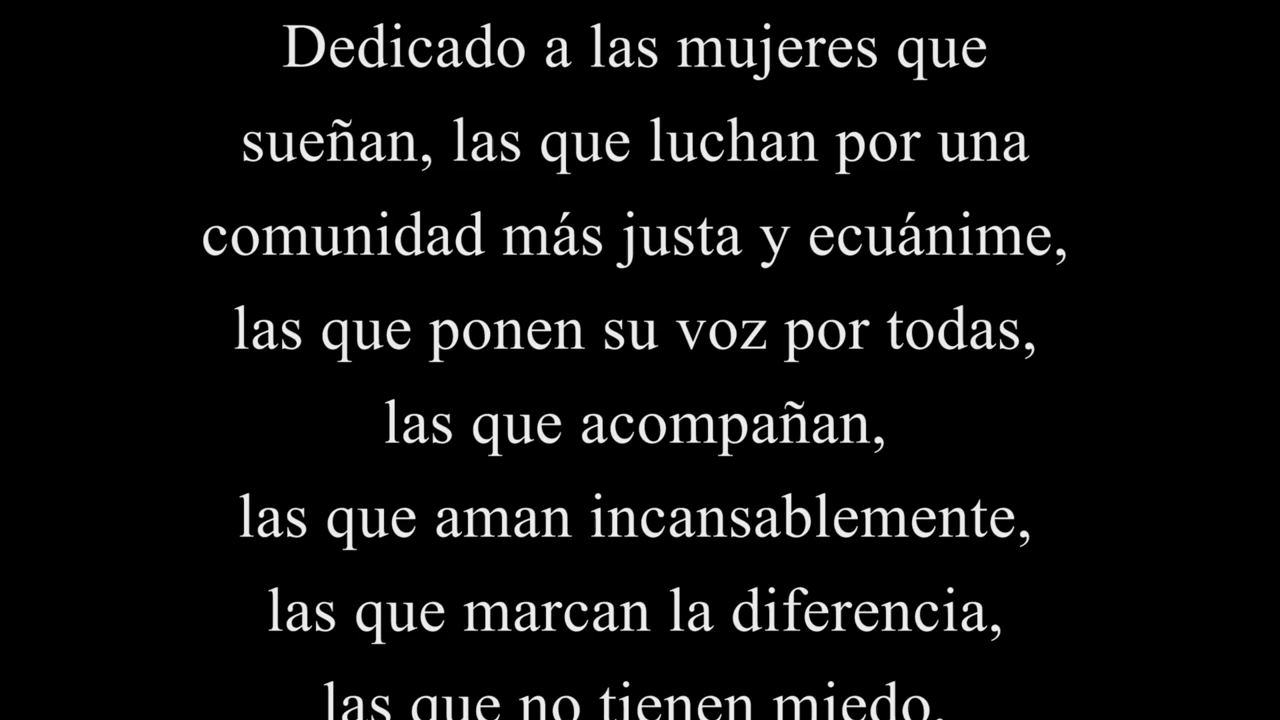 Dedicado a las mujeres que
sueñan, las que luchan por una
comunidad más justa y ecuánime,
las que ponen su voz por todas,
las que acompañan,
las que aman incansablemente,
las que marcan la diferencia,
las que no tienen miedo,